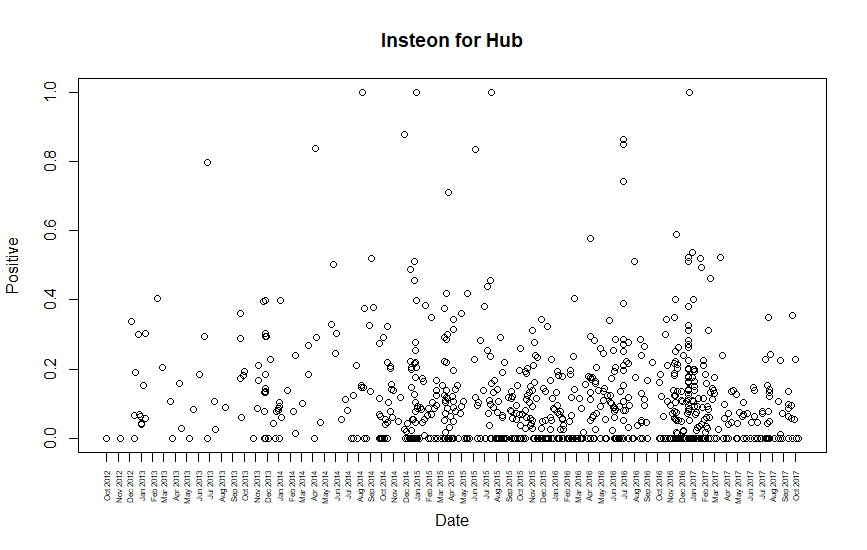 Insteon for Hub
Positive
1.0
0.8
0.6
0.4
0.2
0.0
Oct 2012
Nov 2012
Dec 2012
Jan 2013
Feb 2013
Mar 2013
Apr 2013
May 2013
Jun 2013
Jul 2013
Aug 2013
Sep 2013
Oct 2013
Nov 2013
Dec 2013
Jan 2014
Feb 2014
Mar 2014
Apr 2014
May 2014
Jun 2014
Jul 2014
Aug 2014
Sep 2014
Oct 2014
Nov 2014
Dec 2014
Jan 2015
Feb 2015
Mar 2015
Apr 2015
May 2015
Jun 2015
Jul 2015
Aug 2015
Sep 2015
Oct 2015
Nov 2015
Dec 2015
Jan 2016
Feb 2016
Mar 2016
Apr 2016
May 2016
Jun 2016
Jul 2016
Aug 2016
Sep 2016
Oct 2016
Nov 2016
Dec 2016
Jan 2017
Feb 2017
Mar 2017
Apr 2017
May 2017
Jun 2017
Jul 2017
Aug 2017
Sep 2017
Oct 2017
Date